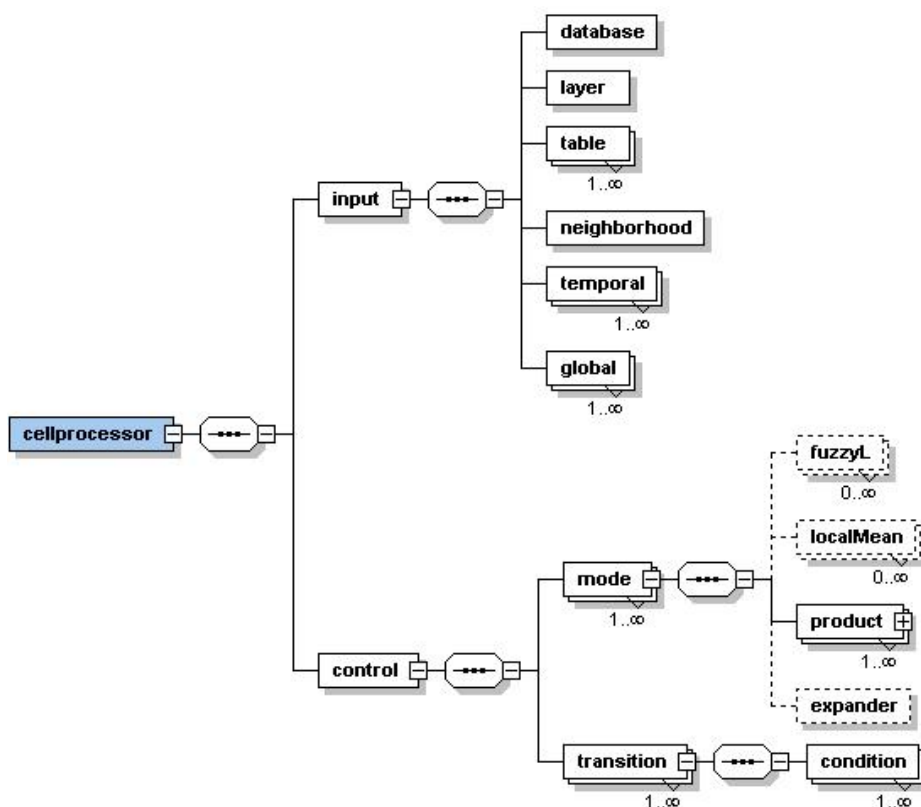 database
layer
table
1..∞
input
neighborhood
temporal
1..∞
global
1..∞
cellprocessor
fuzzyL
0..∞
localMean
0..∞
mode
1..∞
product
1..∞
control
expander
transition
1..∞
condition
1..∞